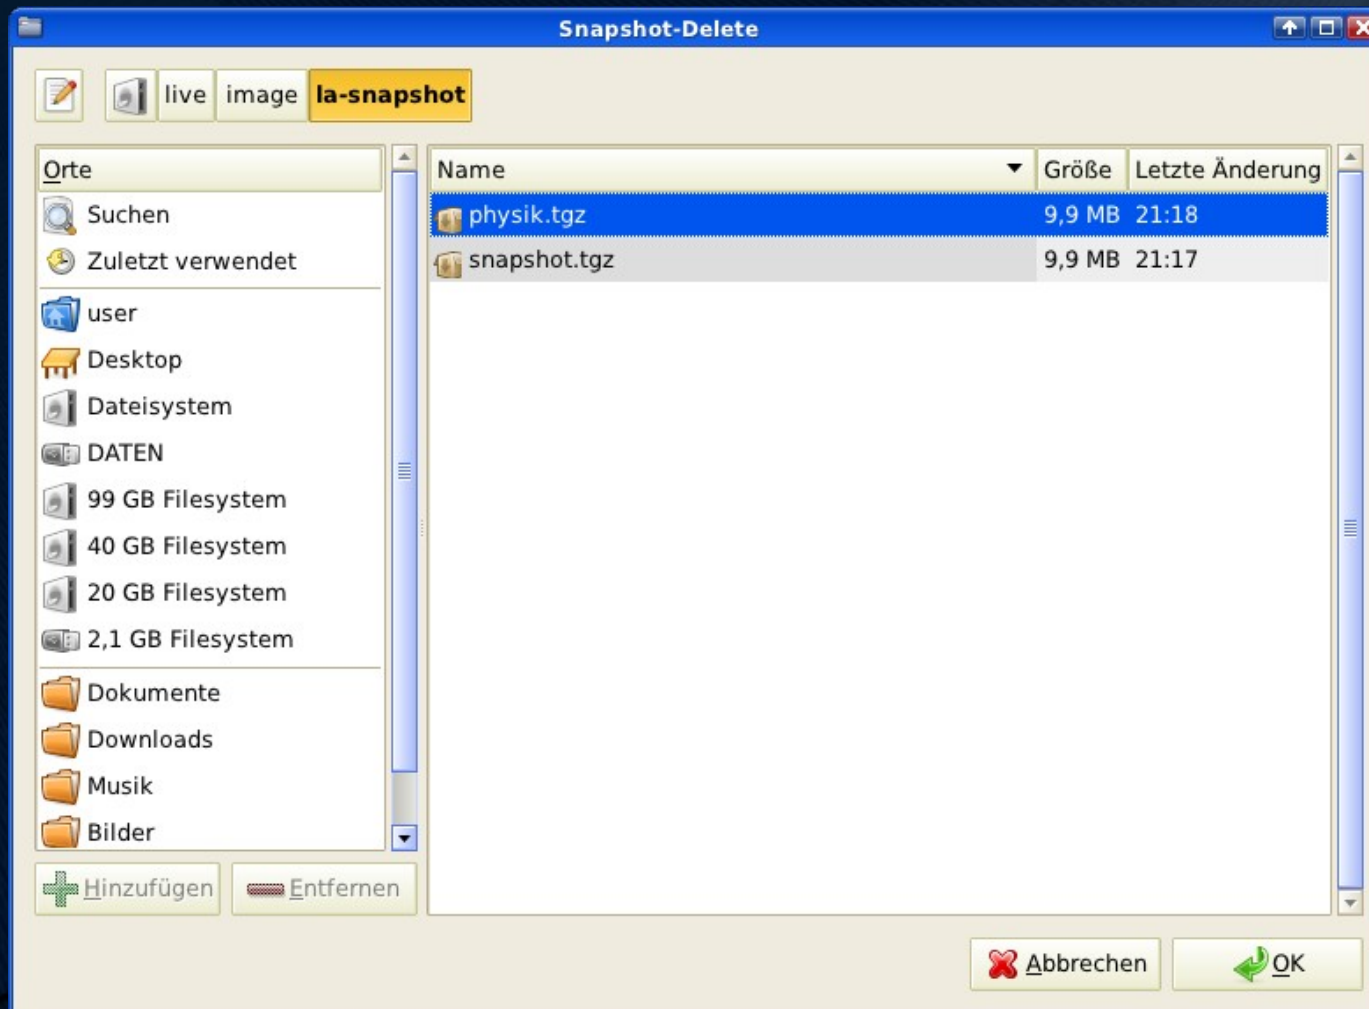 Snapshot-Delete
live image la-snapshot
Orte
Suchen
Zuletzt verwendet
user
Desktop
Dateisystem
DATEN
99 GB Filesystem
40 GB Filesystem
20 GB Filesystem
2,1 GB Filesystem
Dokumente
Downloads
Musik
Bilder
Hinzufügen Entfernen
Name Größe Letzte Änderung
physik.tgz 9,9 MB 21:18
snapshot.tgz 9,9 MB 21:17
Abbrechen OK